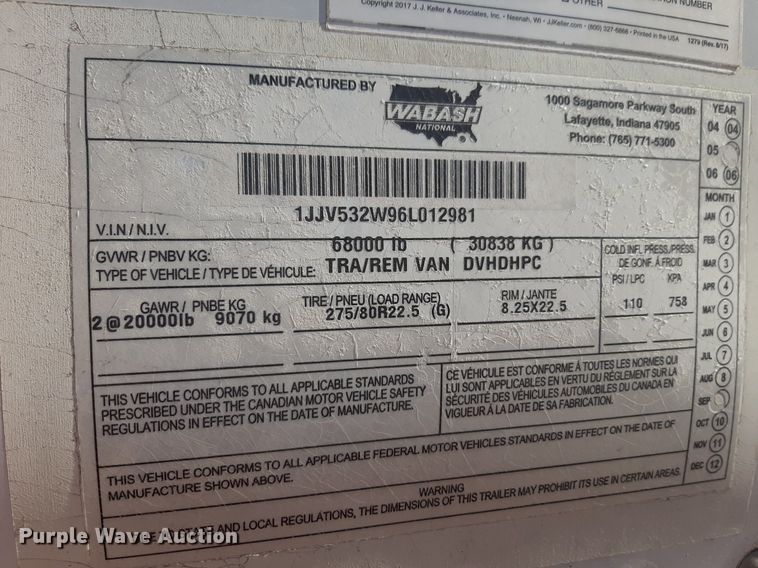 OTHER
Copyright 2017 J. J. Keller & Associates, Inc. • Neenah, WI • JJKeller.com • (800) 327-6868 • Printed in the USA
NUMBER
1279 (Rev. 6/17)
MANUFACTURED BY
WABASH
NATIONAL
1000 Sagamore Parkway South
Lafayette, Indiana 47905
Phone: (765) 771-5300
1JJV532W96L012981
V.I.N / N.I.V.
GVWR / PNBV KG: 68000 lb ( 30838 KG )
TYPE OF VEHICLE / TYPE DE VÉHICULE: TRA/REM VAN DVHDHPC
COLD INFL. PRESS./PRESS.
DE GONF. À FROID
PSI / LPC KPA
110 758
GAWR / PNBE KG
2@20000lb 9070 kg
TIRE / PNEU (LOAD RANGE)
275/80R22.5 (G)
RIM / JANTE
8.25X22.5
THIS VEHICLE CONFORMS TO ALL APPLICABLE STANDARDS
PRESCRIBED UNDER THE CANADIAN MOTOR VEHICLE SAFETY
REGULATIONS IN EFFECT ON THE DATE OF MANUFACTURE.
CE VÉHICULE EST CONFORME À TOUTES LES NORMES QUI
LUI SONT APPLICABLES EN VERTU DU RÈGLEMENT SUR LA
SÉCURITÉ DES VÉHICULES AUTOMOBILES DU CANADA EN
VIGUEUR À LA DATE DE SA FABRICATION.
THIS VEHICLE CONFORMS TO ALL APPLICABLE FEDERAL MOTOR VEHICLES STANDARDS IN EFFECT ON THE DATE OF
MANUFACTURE SHOWN ABOVE.
WARNING
STATE AND LOCAL REGULATIONS, THE DIMENSIONS OF THIS TRAILER MAY PROHIBIT ITS USE IN CERTAIN AREAS.
YEAR
04 04
05
06 06
MONTH
JAN 1
FEB 2
MAR 3
APR 4
MAY 5
JUN 6
JUL 7
AUG 8
SEP
OCT 10
NOV 11
DEC 12
Purple Wave Auction